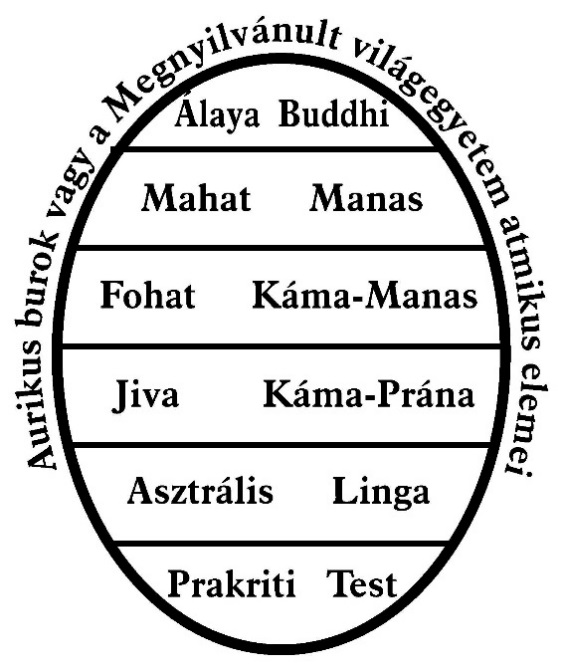 Aurikus burok vagy a Megnyilvánult világegyetem atmikus elemei
Álaya Buddhi
Mahat Manas
Fohat Káma-Manas
Jiva Káma-Prána
Asztrális Linga
Prakriti Test